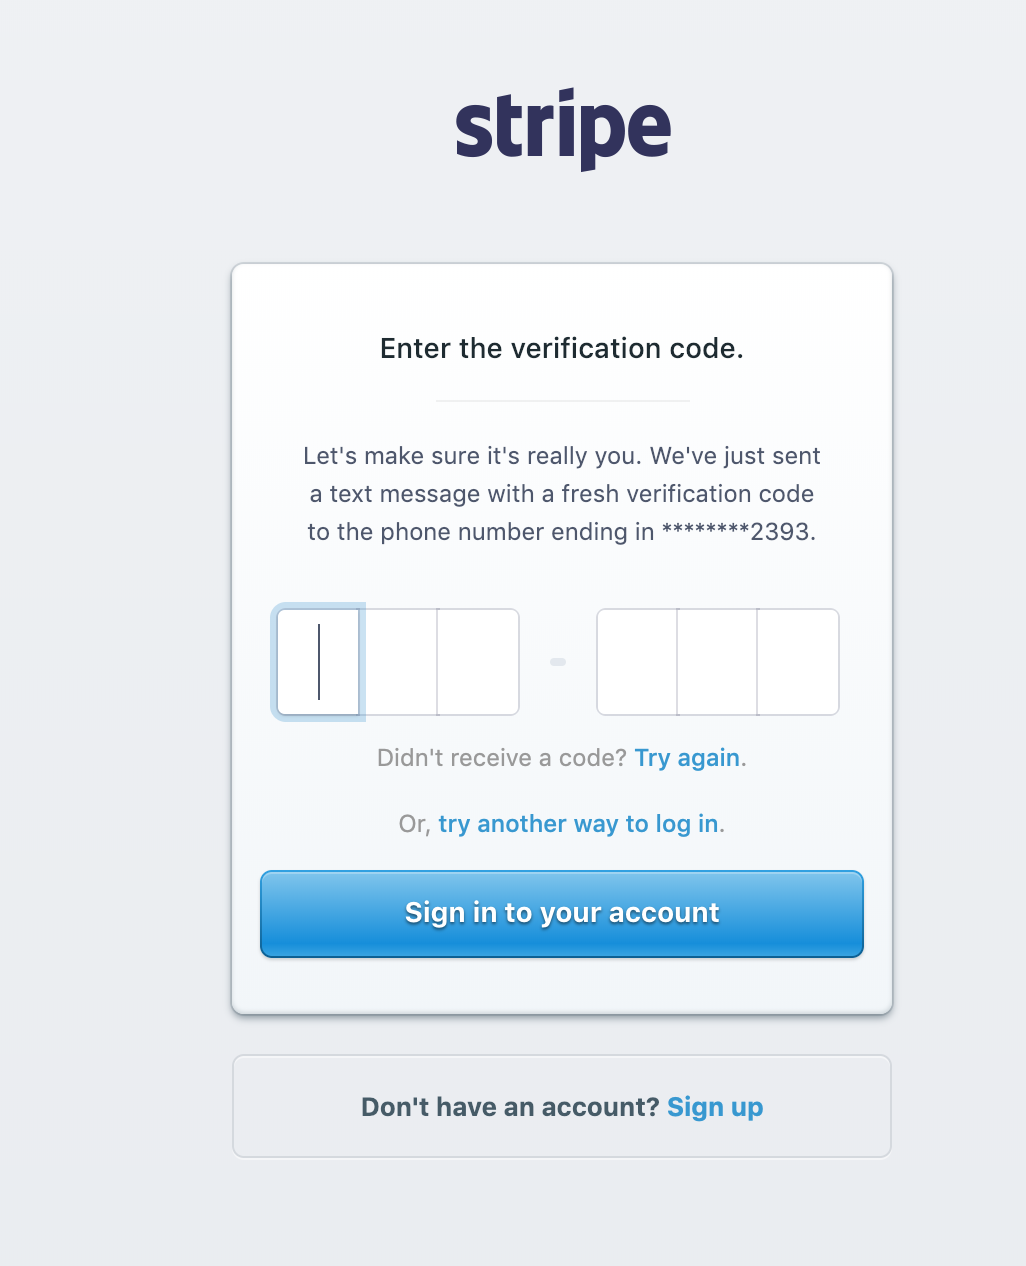 stripe
Enter the verification code.
Let's make sure it's really you. We've just sent
a text message with a fresh verification code
to the phone number ending in ********2393.
-
Didn't receive a code? Try again.
Or, try another way to log in.
Sign in to your account
Don't have an account? Sign up